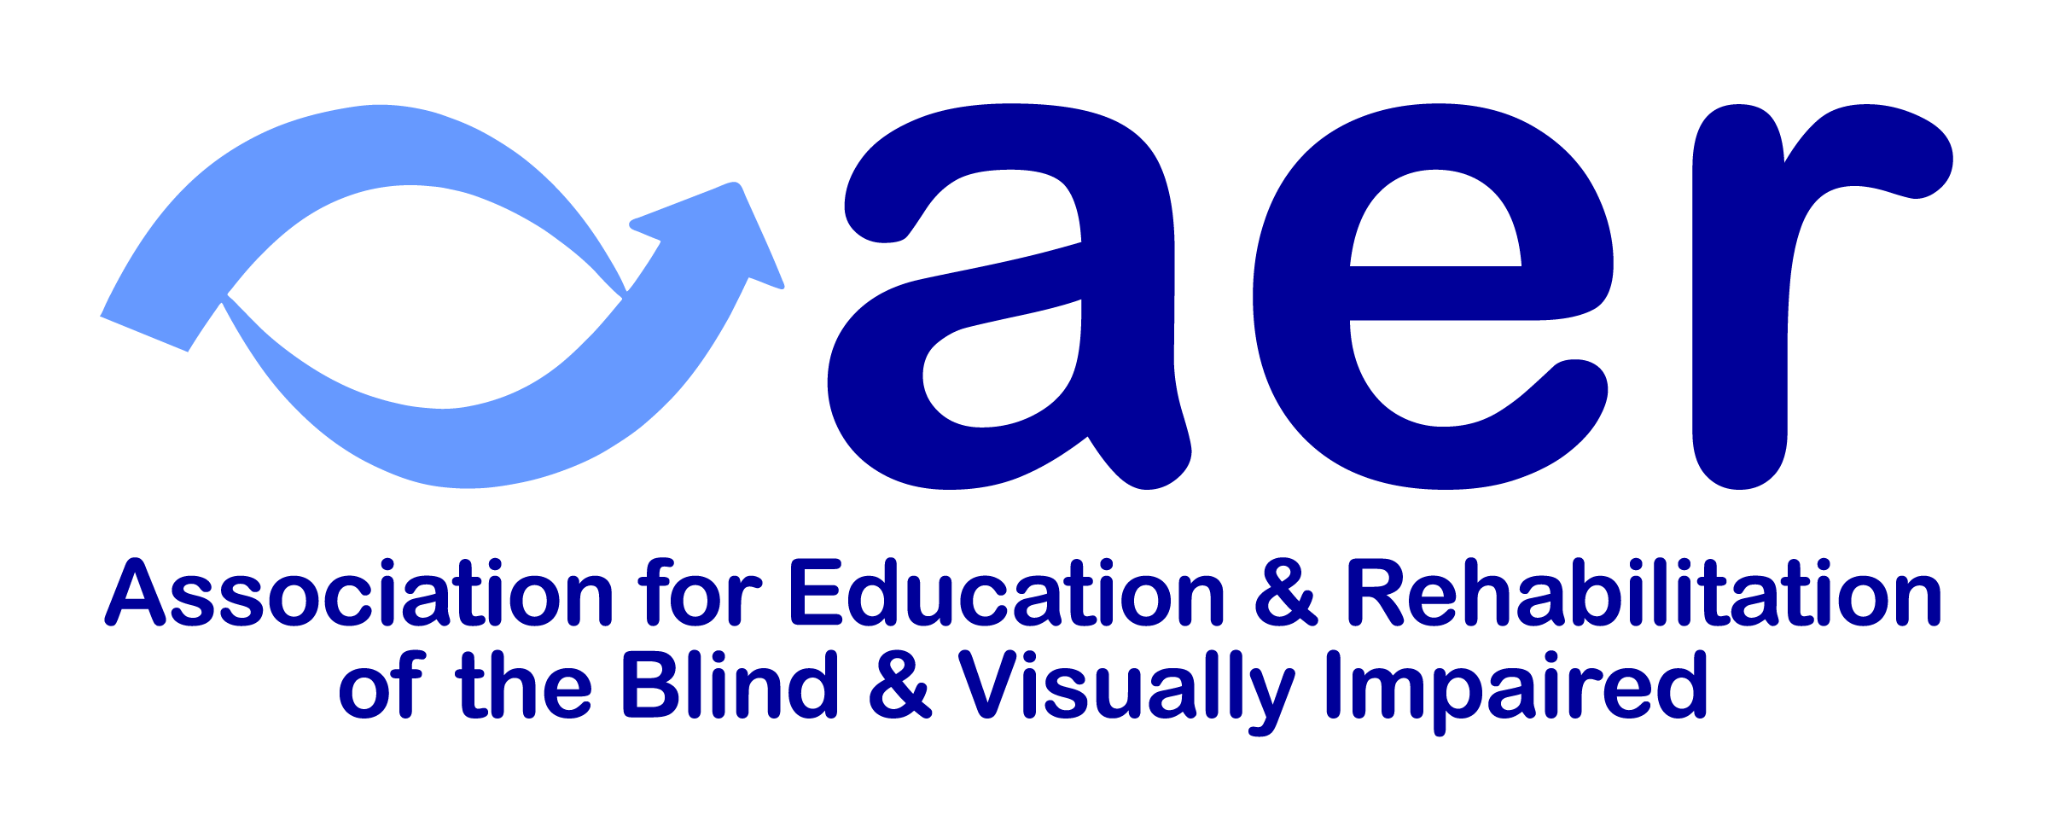 aer
Association for Education & Rehabilitation
of the Blind & Visually Impaired